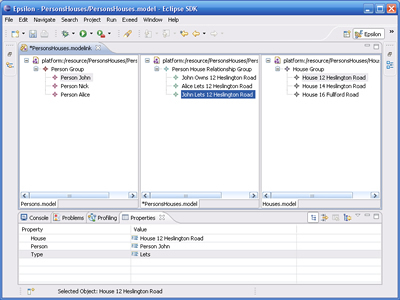 Epsilon - PersonsHouses/PersonsHouses.model - Eclipse SDK
File Edit Navigate Search Project Run Exeed Window Help
Epsilon
*PersonsHouses.modelink
platform:/resource/PersonsHouses/Pers
Person Group
Person John
Person Nick
Person Alice
Persons.model
platform:/resource/PersonsHouses/Pers
Person House Relationship Group
John Owns 12 Heslington Road
Alice Lets 12 Heslington Road
John Lets 12 Heslington Road
*PersonsHouses.model
platform:/resource/PersonsHouses/Hous
House Group
House 12 Heslington Road
House 14 Heslington Road
House 16 Fullford Road
Houses.model
Console Problems Profiling Properties
Property Value
House House 12 Heslington Road
Person Person John
Type Lets
Selected Object: House 12 Heslington Road